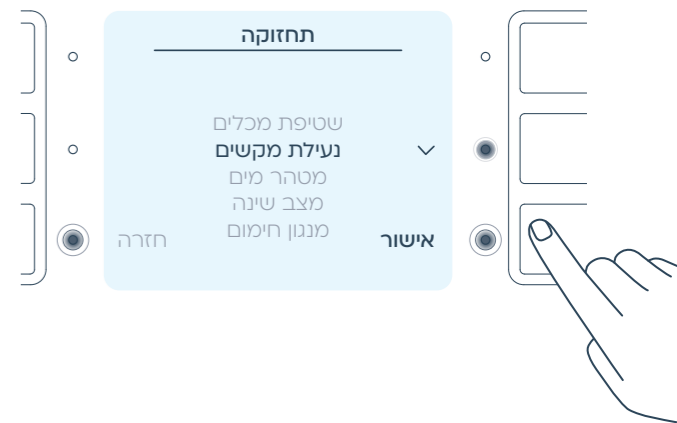 תחזוקה
שטיפת מכלים
נעילת מקשים
מטהר מים
מצב שינה
מנגנון חימום
אישור
חזרה